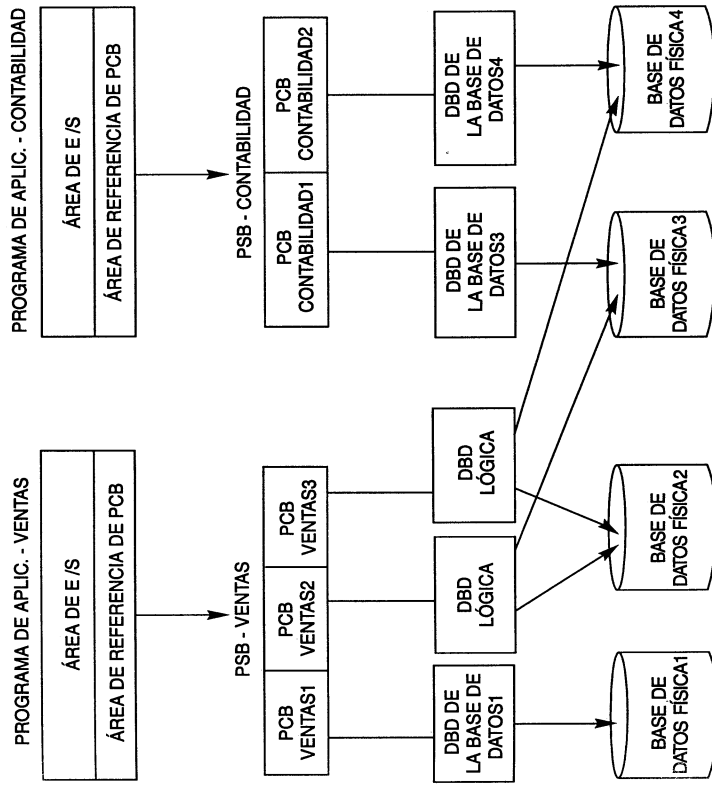 PROGRAMA DE APLIC. - VENTAS
ÁREA DE E /S
ÁREA DE REFERENCIA DE PCB
PSB - VENTAS
PCB
VENTAS1
PCB
VENTAS2
PCB
VENTAS3
DBD DE
LA BASE DE
DATOS1
DBD
LÓGICA
DBD
LÓGICA
BASE DE
DATOS FÍSICA1
BASE DE
DATOS FÍSICA2
PROGRAMA DE APLIC. - CONTABILIDAD
ÁREA DE E /S
ÁREA DE REFERENCIA DE PCB
PSB - CONTABILIDAD
PCB
CONTABILIDAD1
PCB
CONTABILIDAD2
DBD DE
LA BASE DE
DATOS3
DBD DE
LA BASE DE
DATOS4
BASE DE
DATOS FÍSICA3
BASE DE
DATOS FÍSICA4